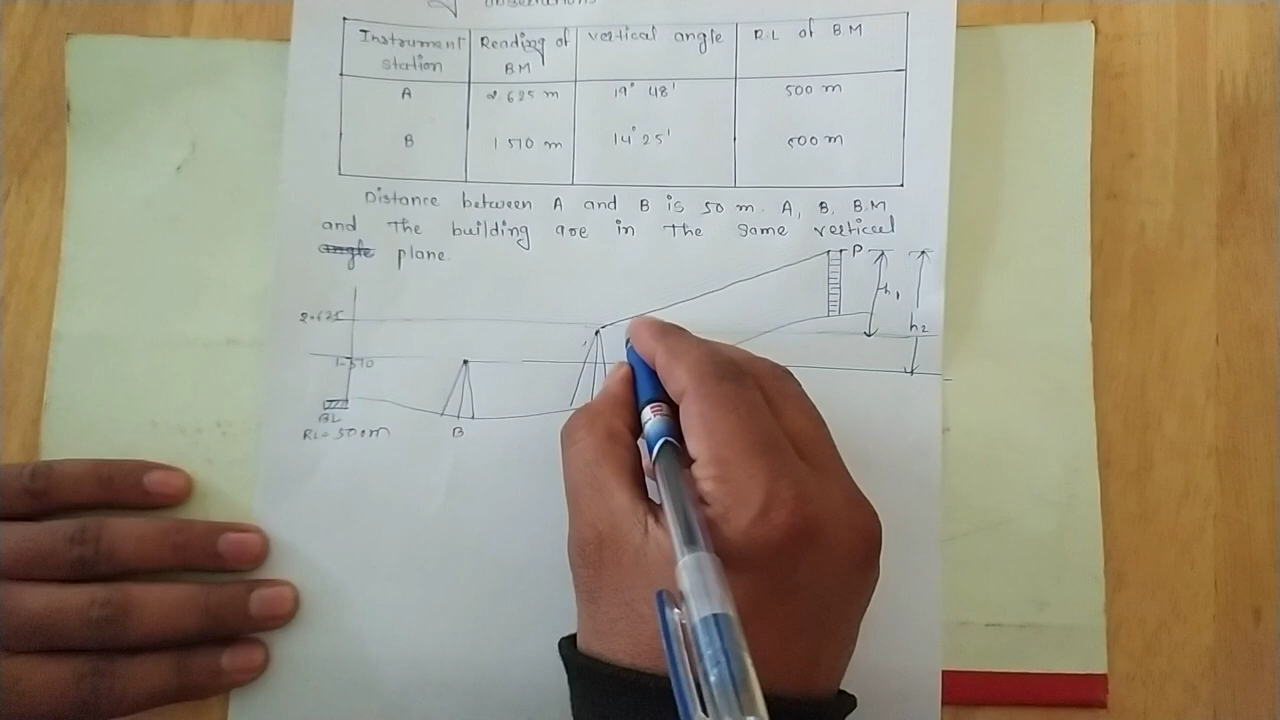 observations
Instrument station
Reading of BM
vertical angle
R.L of B.M
A 2.625 m 19° 48' 500 m
B 1 570 m 14° 25' 500 m
Distance between A and B is 50 m. A, B, B.M
and The building are in The same vertical
angle plane.
P
h1
2.625
h2
1.570
BL
RL= 500m
B